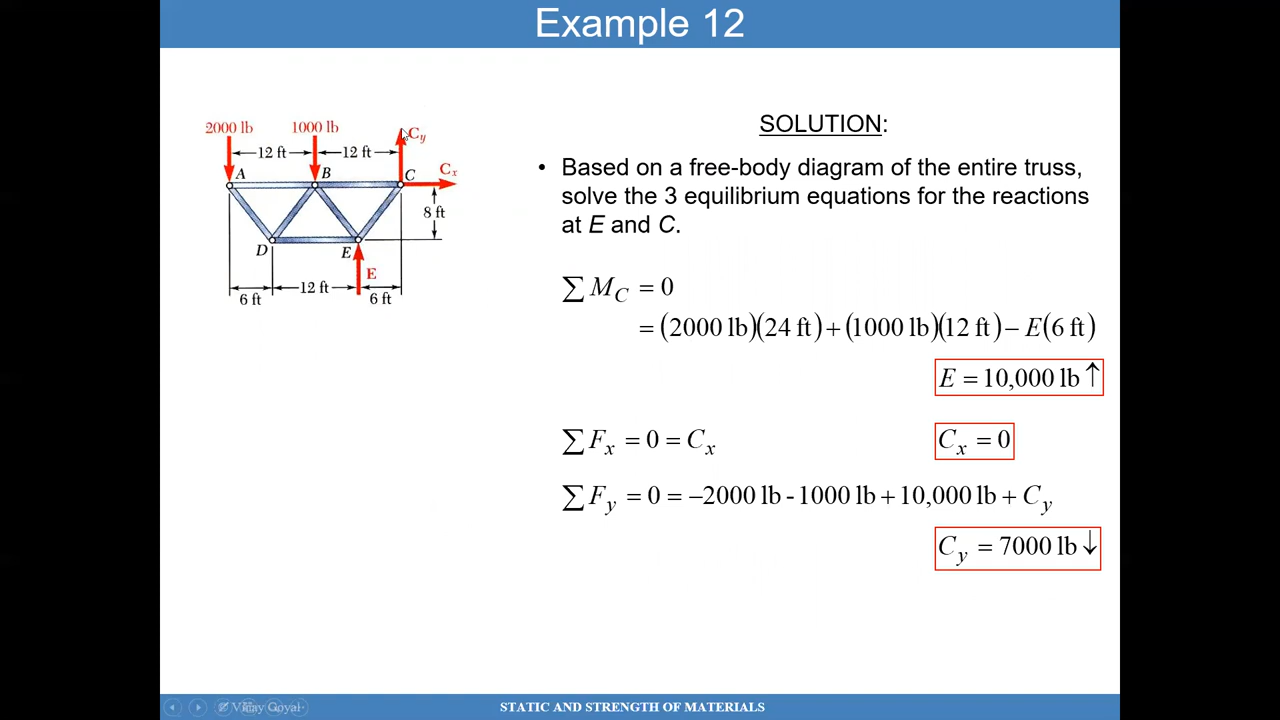 Example 12
2000 lb 1000 lb Cy
12 ft 12 ft
A B C Cx
8 ft
D E
E
6 ft 12 ft 6 ft
SOLUTION:
• Based on a free-body diagram of the entire truss,
solve the 3 equilibrium equations for the reactions
at E and C.
∑ M_C = 0
= (2000 lb)(24 ft) + (1000 lb)(12 ft) − E(6 ft)
E = 10,000 lb ↑
∑ F_x = 0 = C_x
C_x = 0
∑ F_y = 0 = −2000 lb - 1000 lb + 10,000 lb + C_y
C_y = 7000 lb ↓
Vinay Goyal
STATIC AND STRENGTH OF MATERIALS